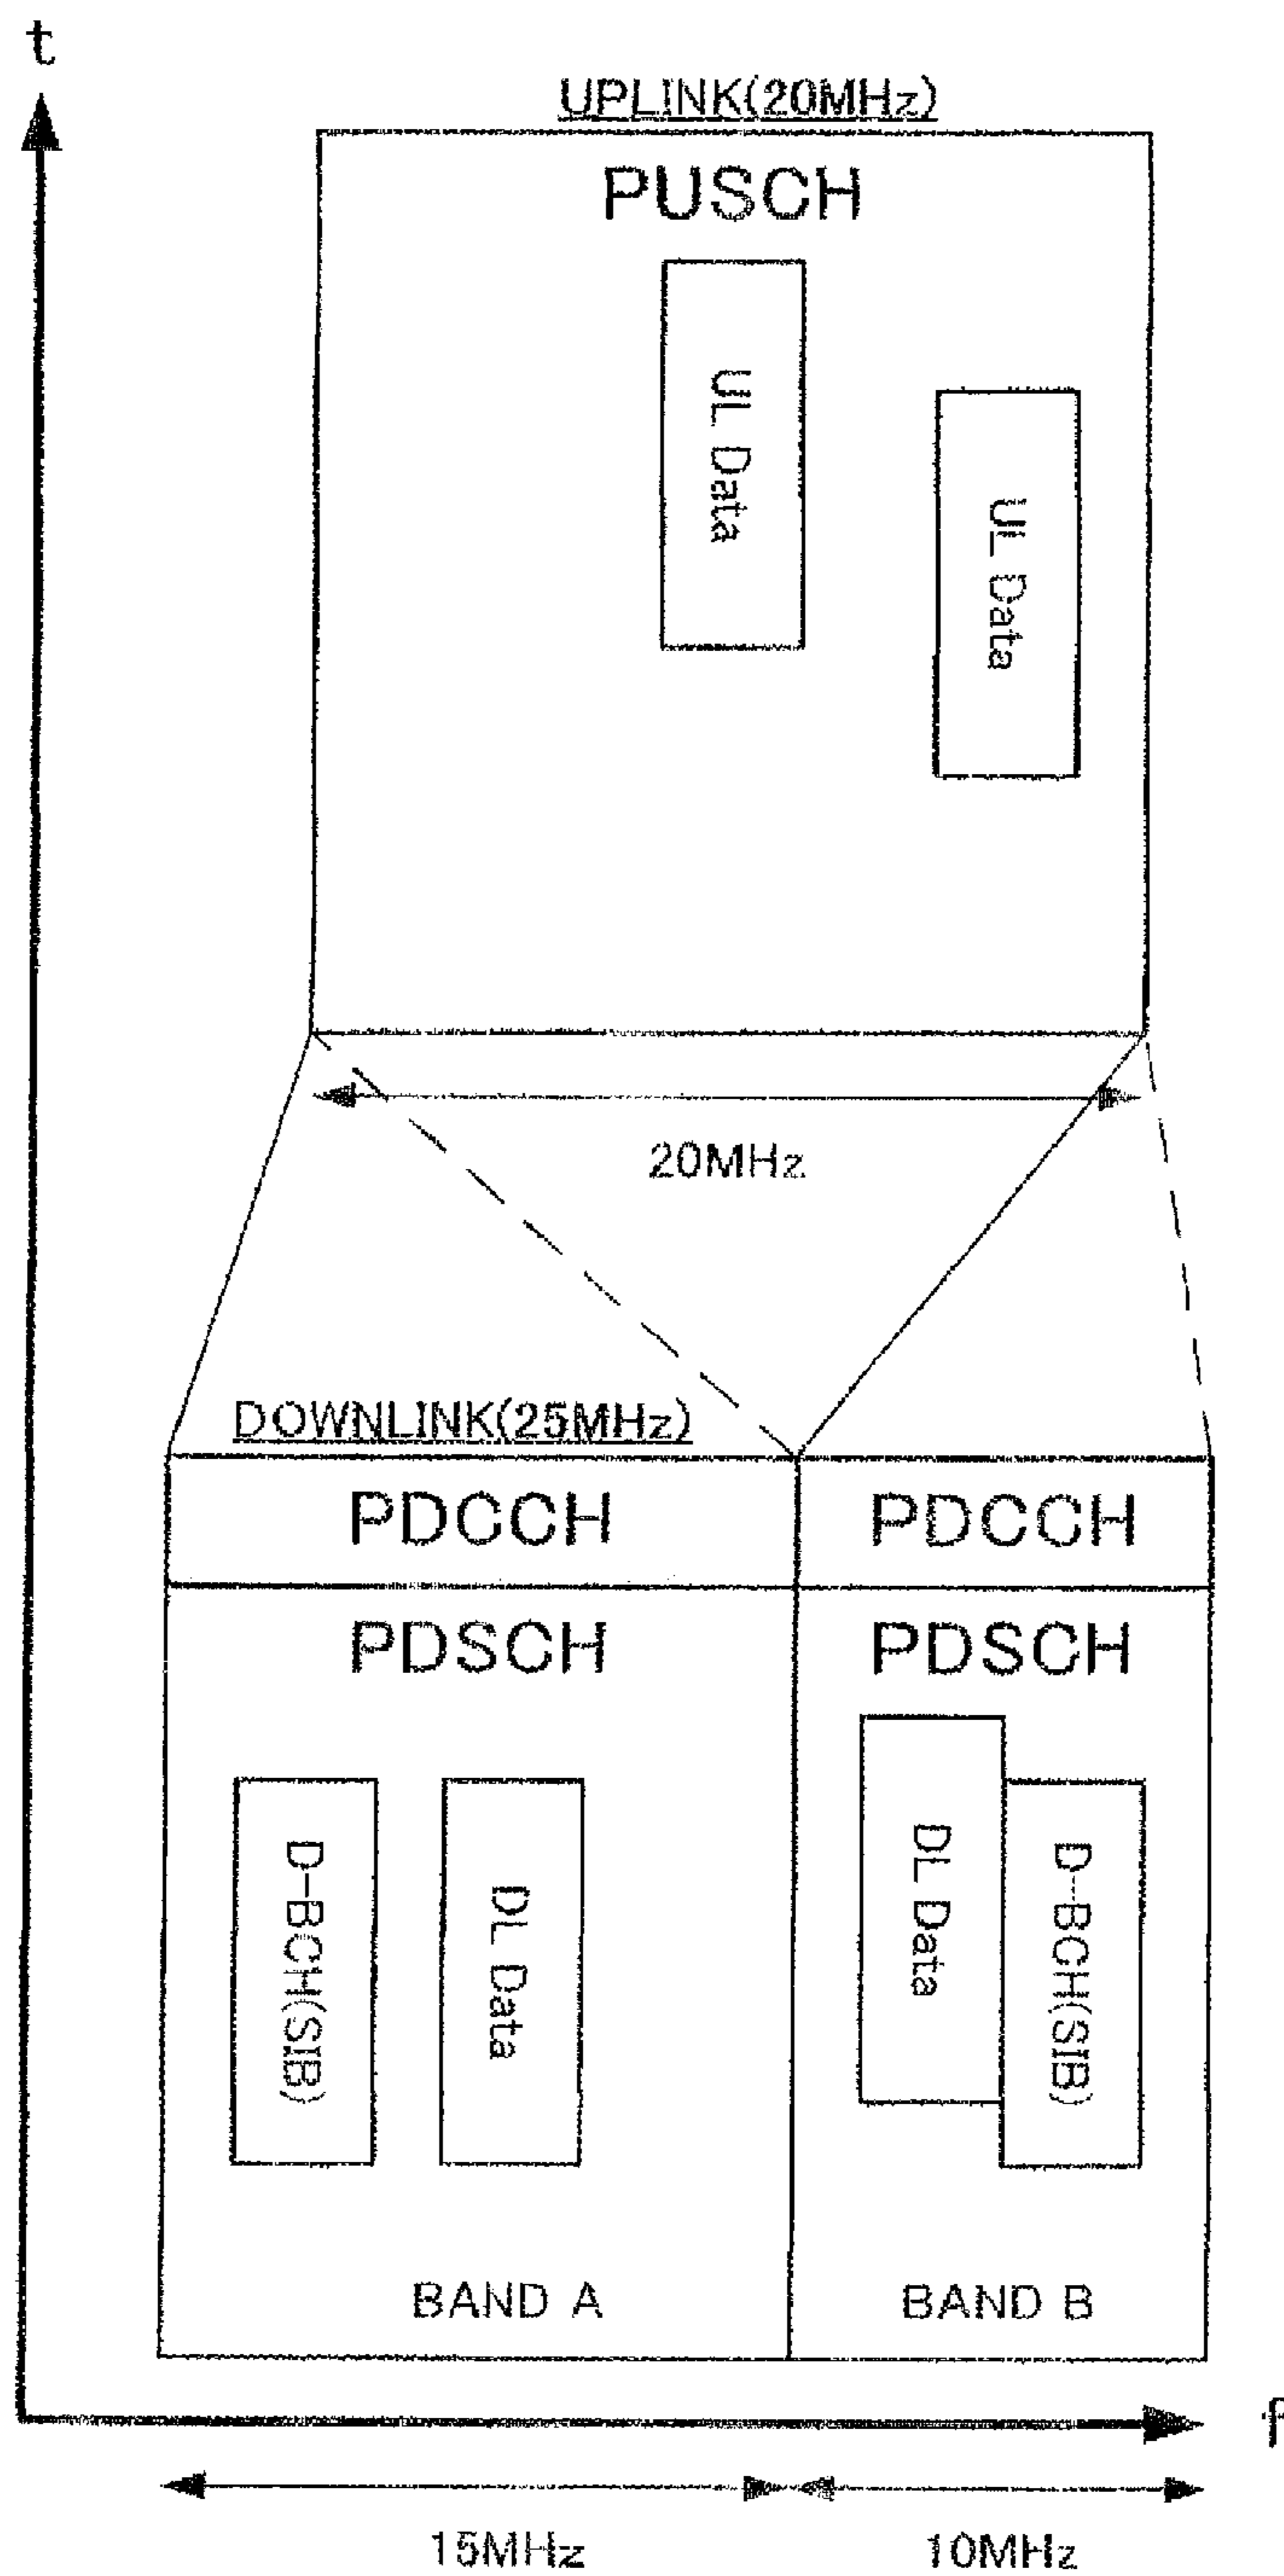 t
UPLINK(20MHz)
PUSCH
UL Data
UL Data
20MHz
DOWNLINK(25MHz)
PDCCH
PDCCH
PDSCH
PDSCH
D-BCH(SIB)
DL Data
DL Data
D-BCH(SIB)
BAND A
BAND B
f
15MHz
10MHz